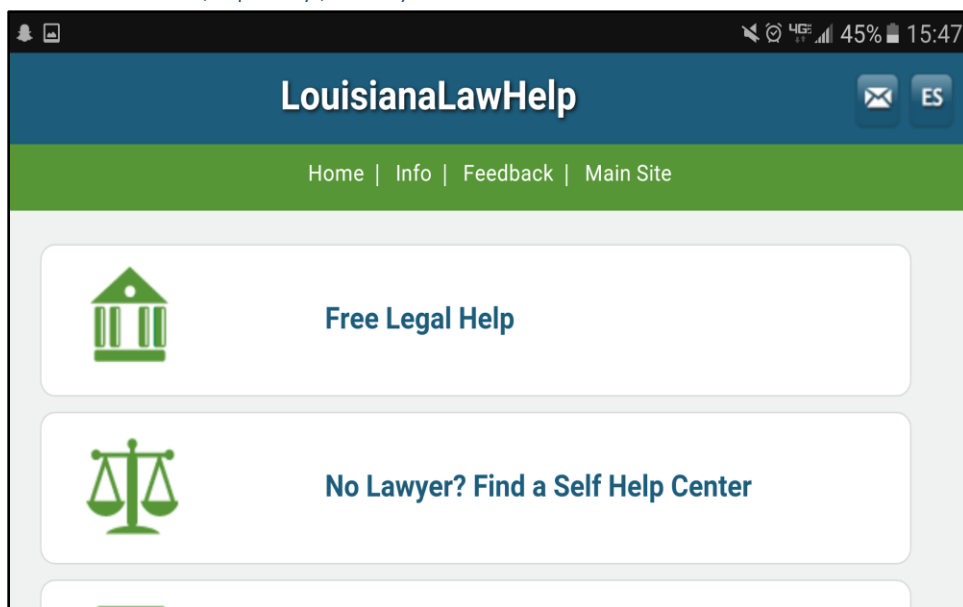 4GE 45% 15:47
LouisianaLawHelp
ES
Home | Info | Feedback | Main Site
Free Legal Help
No Lawyer? Find a Self Help Center